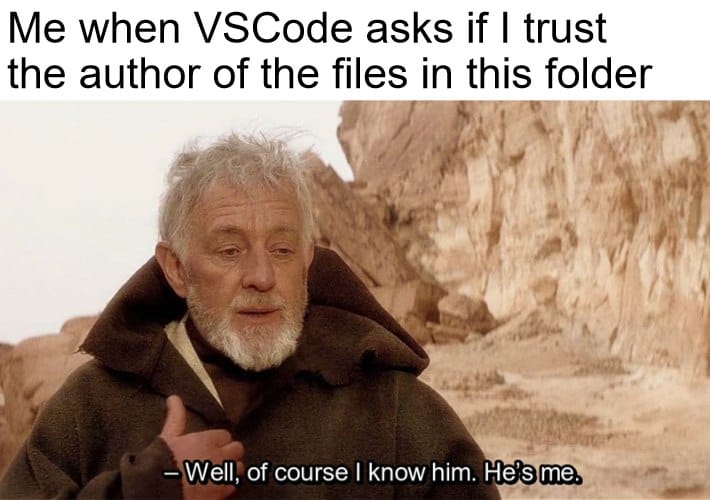 Me when VSCode asks if I trust
the author of the files in this folder
– Well, of course I know him. He's me.